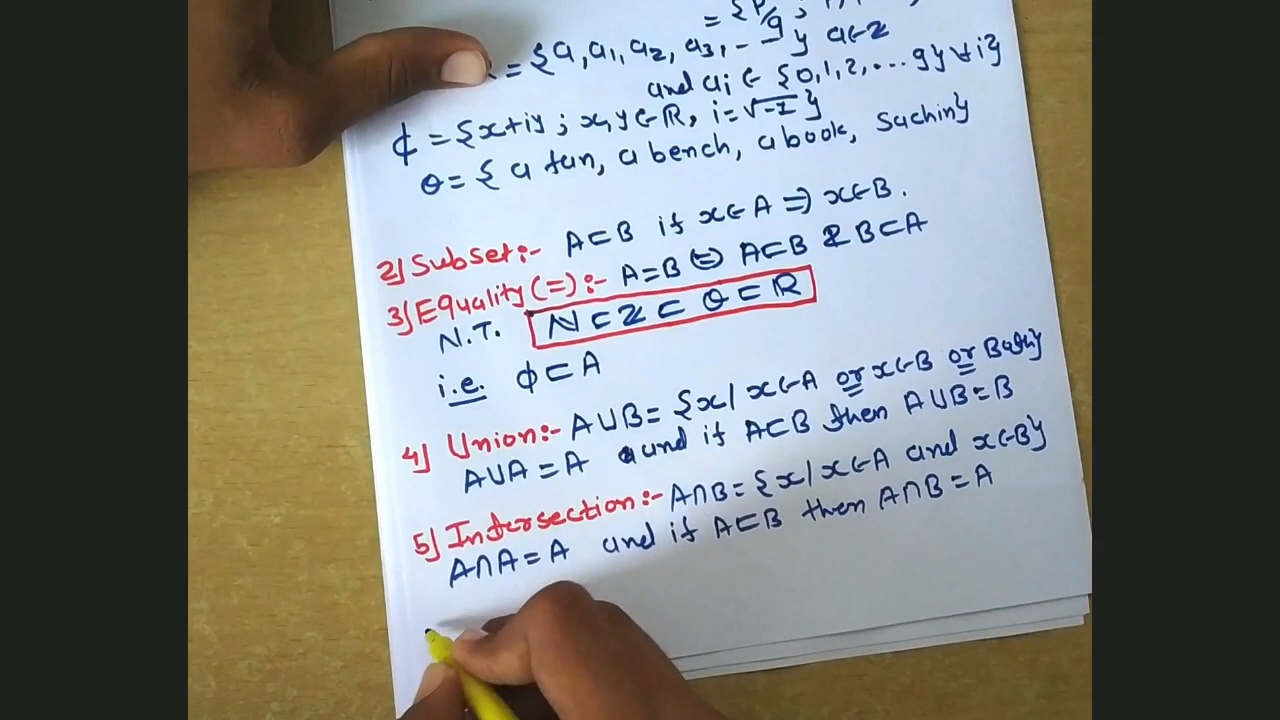 = {P/q ;
= {a, a₁, a₂, a₃, - - } a∈Z
and aᵢ ∈ {0,1,2, ... 9} ∀ i}
₵ = {x+iy ; x,y∈ℝ, i=√-1}
θ = { a fan, a bench, a book, Sachin}
2) Subset:- A⊂B if x∈A ⇒ x∈B.
3) Equality (=) :- A=B ⇔ A⊂B & B⊂A
N.T. ℕ⊂ℤ⊂ℚ⊂ℝ
i.e. ϕ⊂A
4) Union:- A∪B = {x/ x∈A or x∈B or Both}
A∪A = A and if A⊂B then A∪B = B
5) Intersection:- A∩B = {x/ x∈A and x∈B}
A∩A = A and if A⊂B then A∩B = A